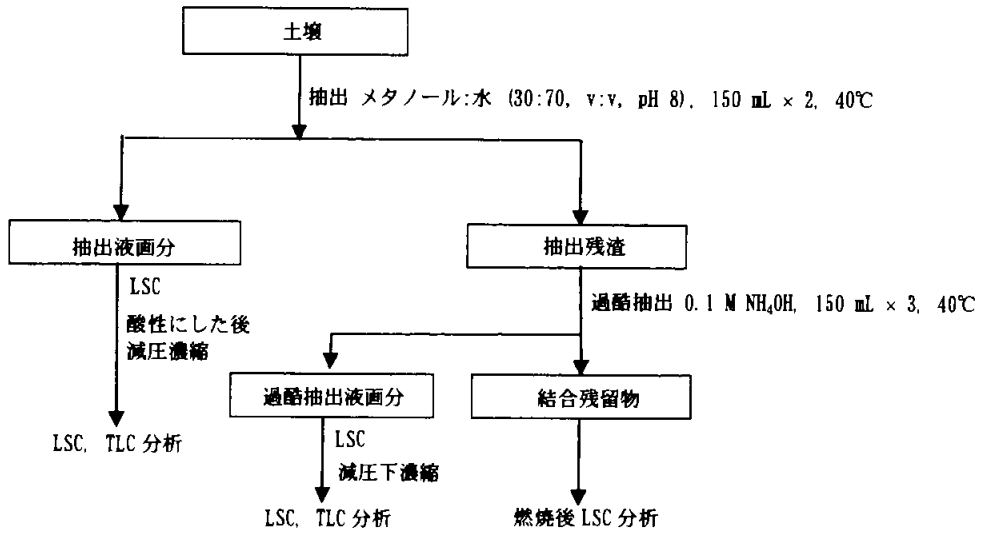 土壌
抽出 メタノール:水 (30:70, v:v, pH 8), 150 mL × 2, 40℃
抽出液画分
抽出残渣
LSC
酸性にした後
減圧濃縮
過酷抽出 0.1 M NH₄OH, 150 mL × 3, 40℃
過酷抽出液画分
結合残留物
LSC, TLC 分析
LSC
減圧下濃縮
LSC, TLC 分析
燃焼後 LSC 分析